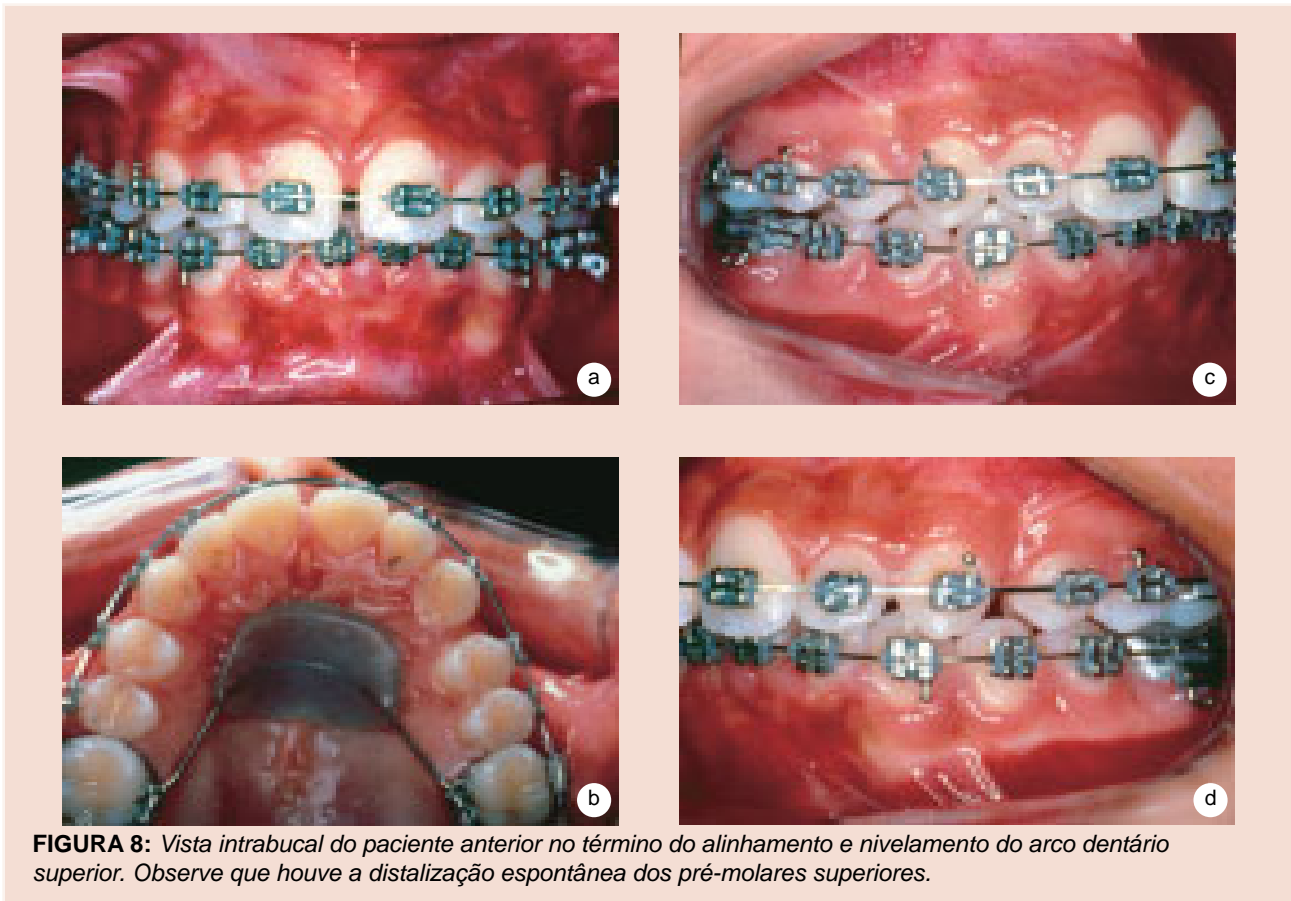 a
c
b
d
FIGURA 8: Vista intrabucal do paciente anterior no término do alinhamento e nivelamento do arco dentário
superior. Observe que houve a distalização espontânea dos pré-molares superiores.